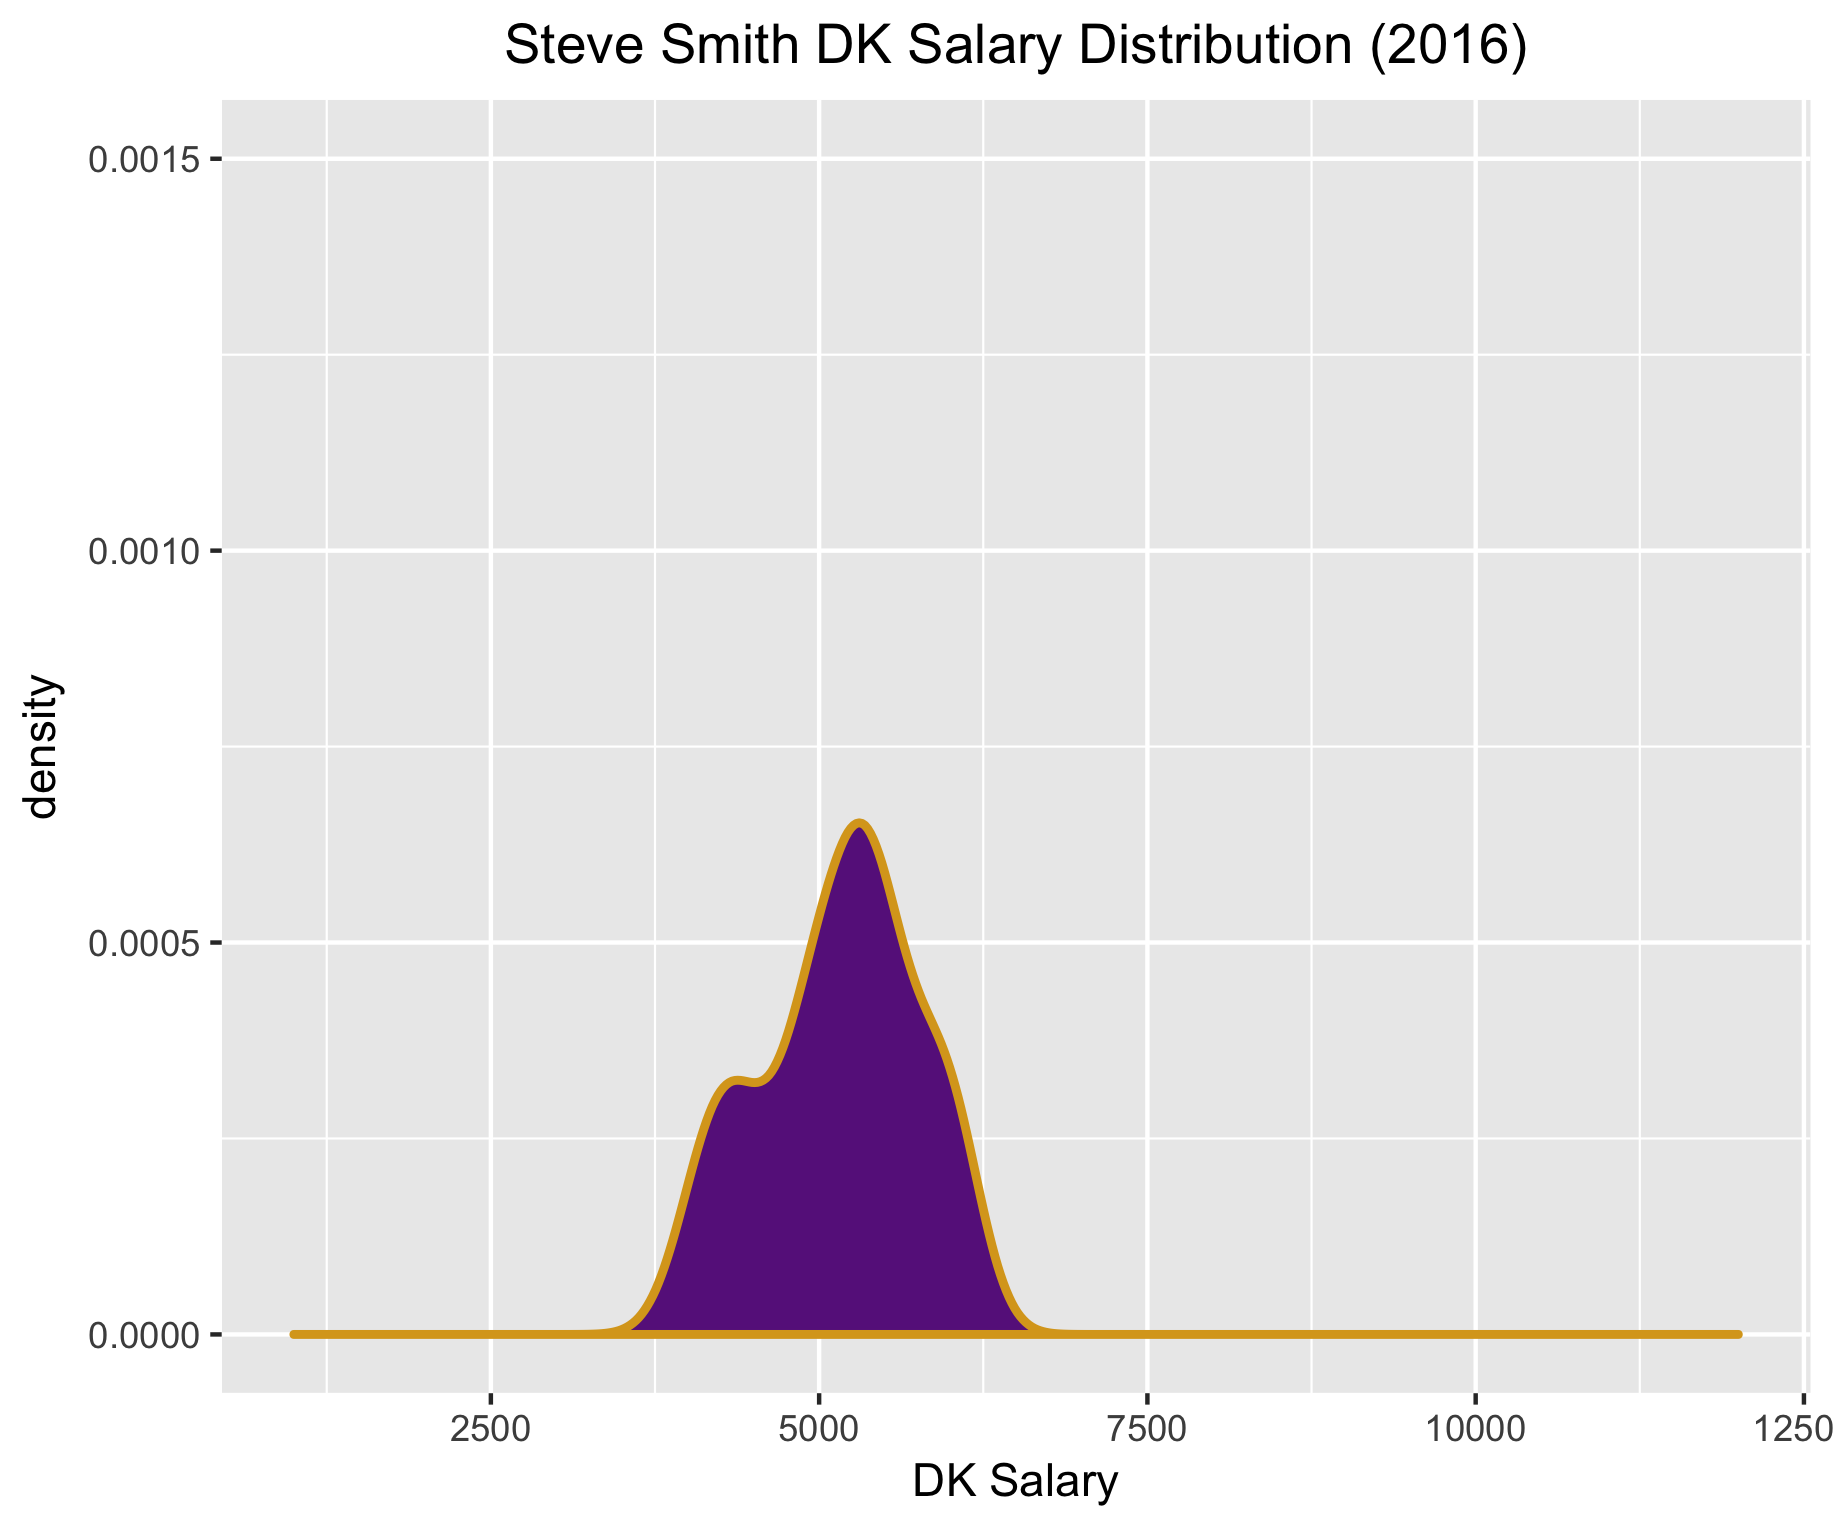 Steve Smith DK Salary Distribution (2016)
0.0015
0.0010
density
0.0005
0.0000
2500 5000 7500 10000 1250
DK Salary